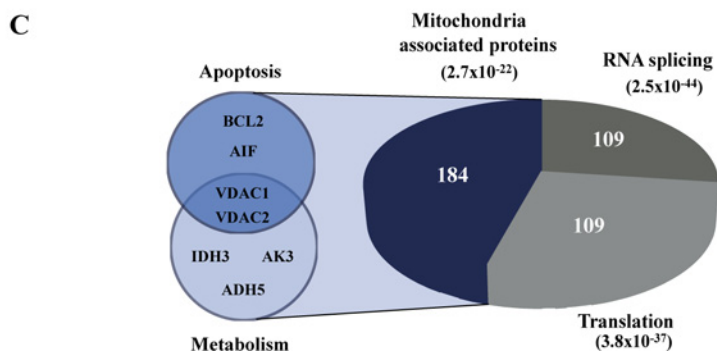 C
Mitochondria
associated proteins
(2.7x10⁻²²)
RNA splicing
(2.5x10⁻⁴⁴)
Apoptosis
BCL2
AIF
VDAC1
VDAC2
IDH3 AK3
ADH5
Metabolism
184
109
109
Translation
(3.8x10⁻³⁷)